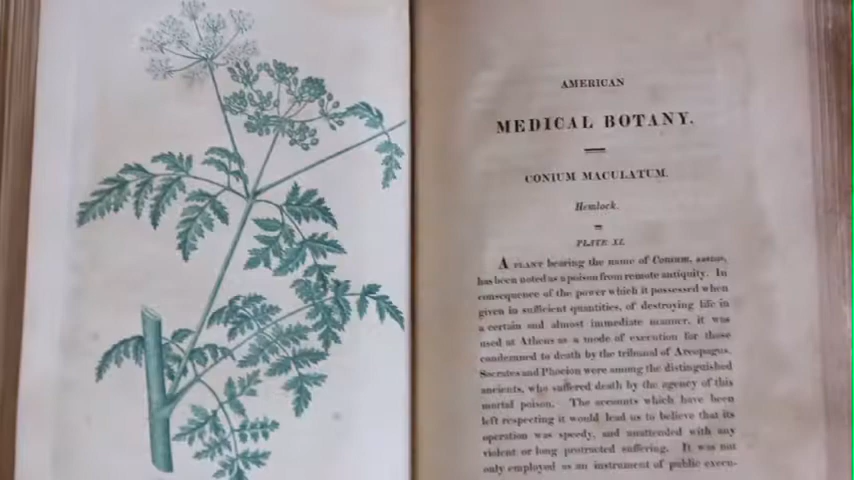 AMERICAN
MEDICAL BOTANY.
CONIUM MACULATUM.
Hemlock.
PLATE XI.
A PLANT bearing the name of Conium,
has been noted as a poison from remote antiquity. In
consequence of the power which it possessed when
given in sufficient quantities, of destroying life in
a certain and almost immediate manner, it was
used at Athens as a mode of execution for those
condemned to death by the tribunal of Areopagus.
Socrates and Phocion were among the distinguished
ancients, who suffered death by the agency of this
mortal poison. The accounts which have been
left respecting it would lead us to believe that its
operation was speedy, and unattended with any
violent or long protracted suffering. It was not
only employed as an instrument of public execu-